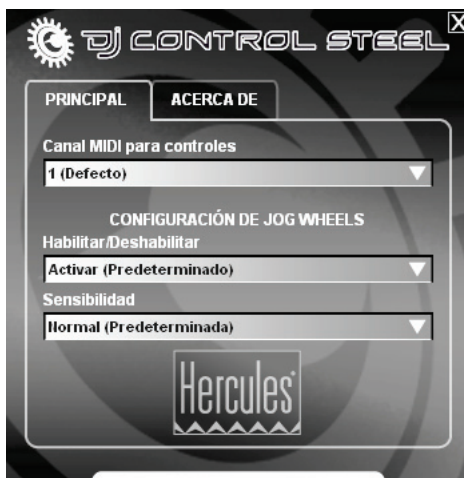 DJ CONTROL STEEL
X
PRINCIPAL
ACERCA DE
Canal MIDI para controles
1 (Defecto)
CONFIGURACIÓN DE JOG WHEELS
Habilitar/Deshabilitar
Activar (Predeterminado)
Sensibilidad
Normal (Predeterminada)
Hercules®